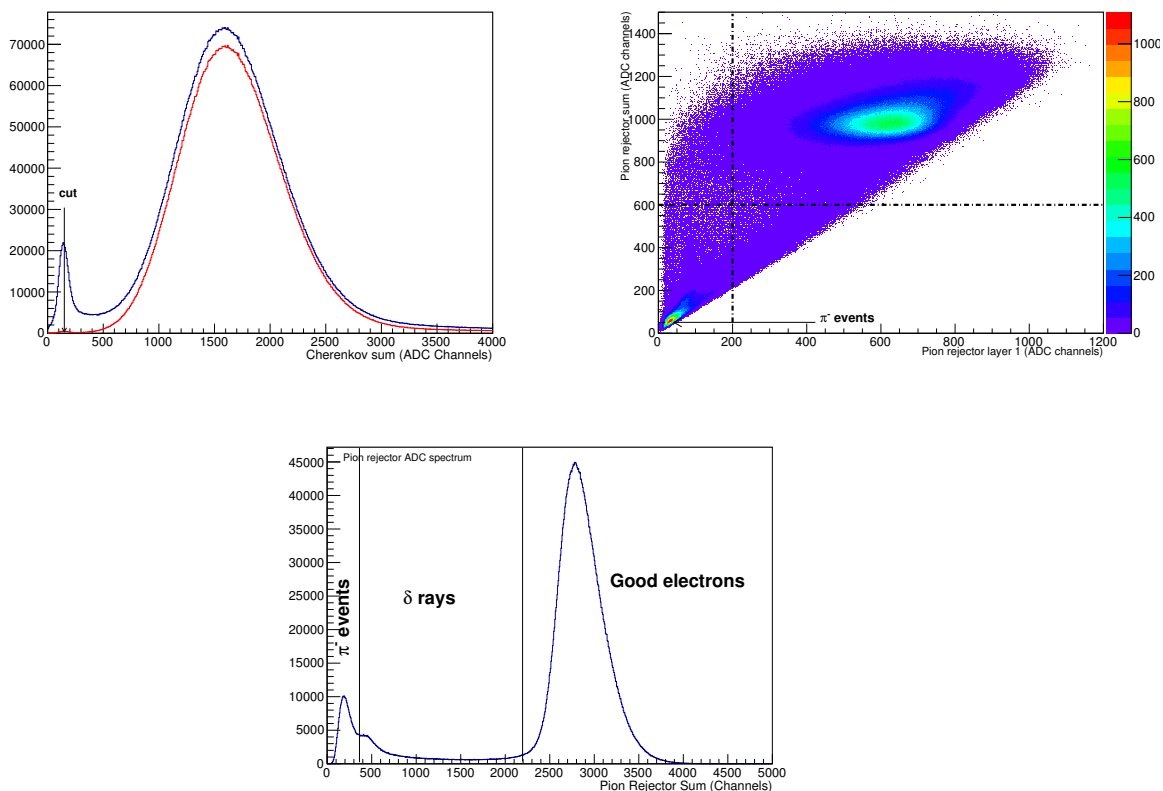 70000
60000
50000
40000
30000
20000
10000
0
cut
0 500 1000 1500 2000 2500 3000 3500 4000
Cherenkov sum (ADC Channels)
Pion rejector sum (ADC channels)
1400
1200
1000
800
600
400
200
0
π- events
0 200 400 600 800 1000 1200
Pion rejector layer 1 (ADC channels)
1000
800
600
400
200
0
Pion rejector ADC spectrum
45000
40000
35000
30000
25000
20000
15000
10000
5000
0
π- events
δ rays
Good electrons
0 500 1000 1500 2000 2500 3000 3500 4000 4500 5000
Pion Rejector Sum (Channels)